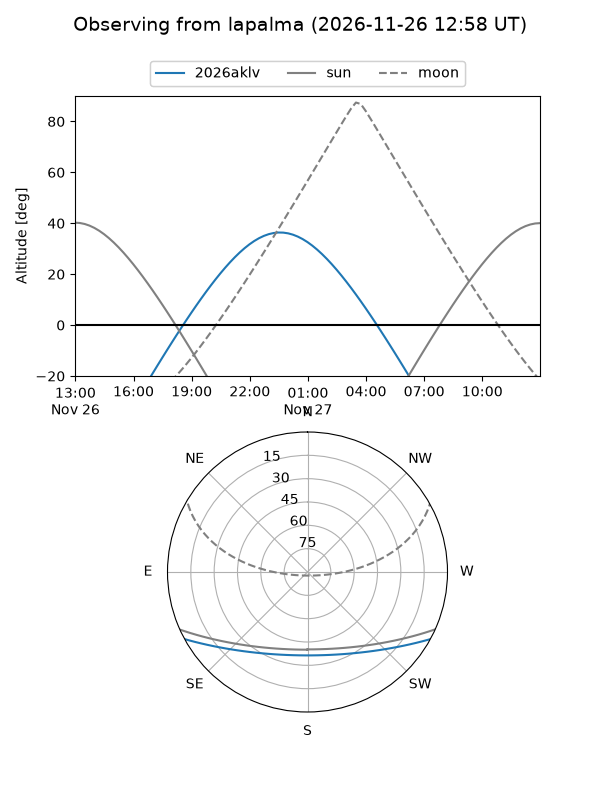 Observing from lapalma (2026-11-26 12:58 UT)
2026aklv sun moon
Altitude [deg]
80
60
40
20
0
−20
13:00 16:00 19:00 22:00 01:00 04:00 07:00 10:00
Nov 26 Nov 27
N
NE NW
15
30
45
60
75
E W
SE SW
S